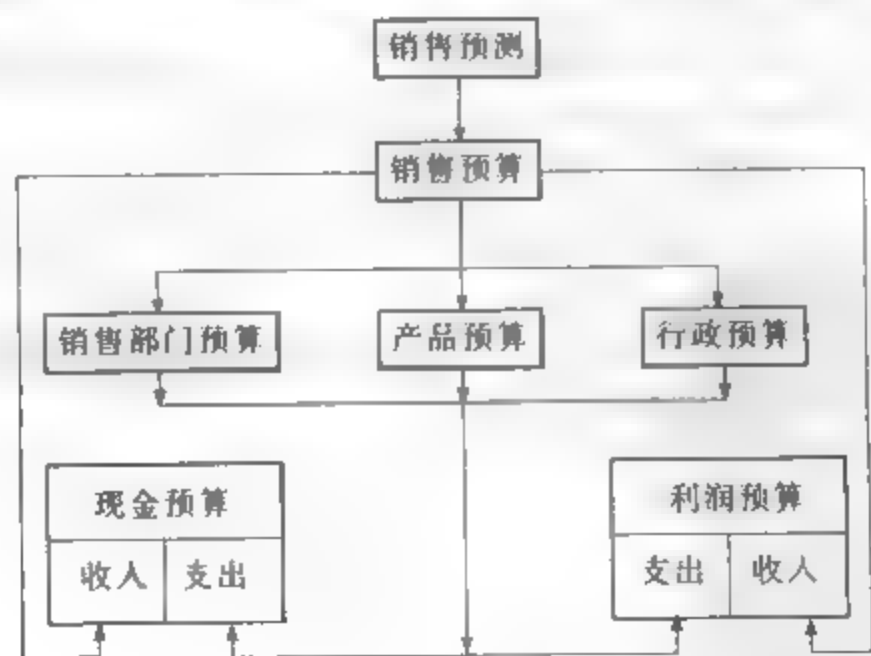 销售预测
销售预算
销售部门预算 产品预算 行政预算
现金预算 利润预算
收入 支出 支出 收入